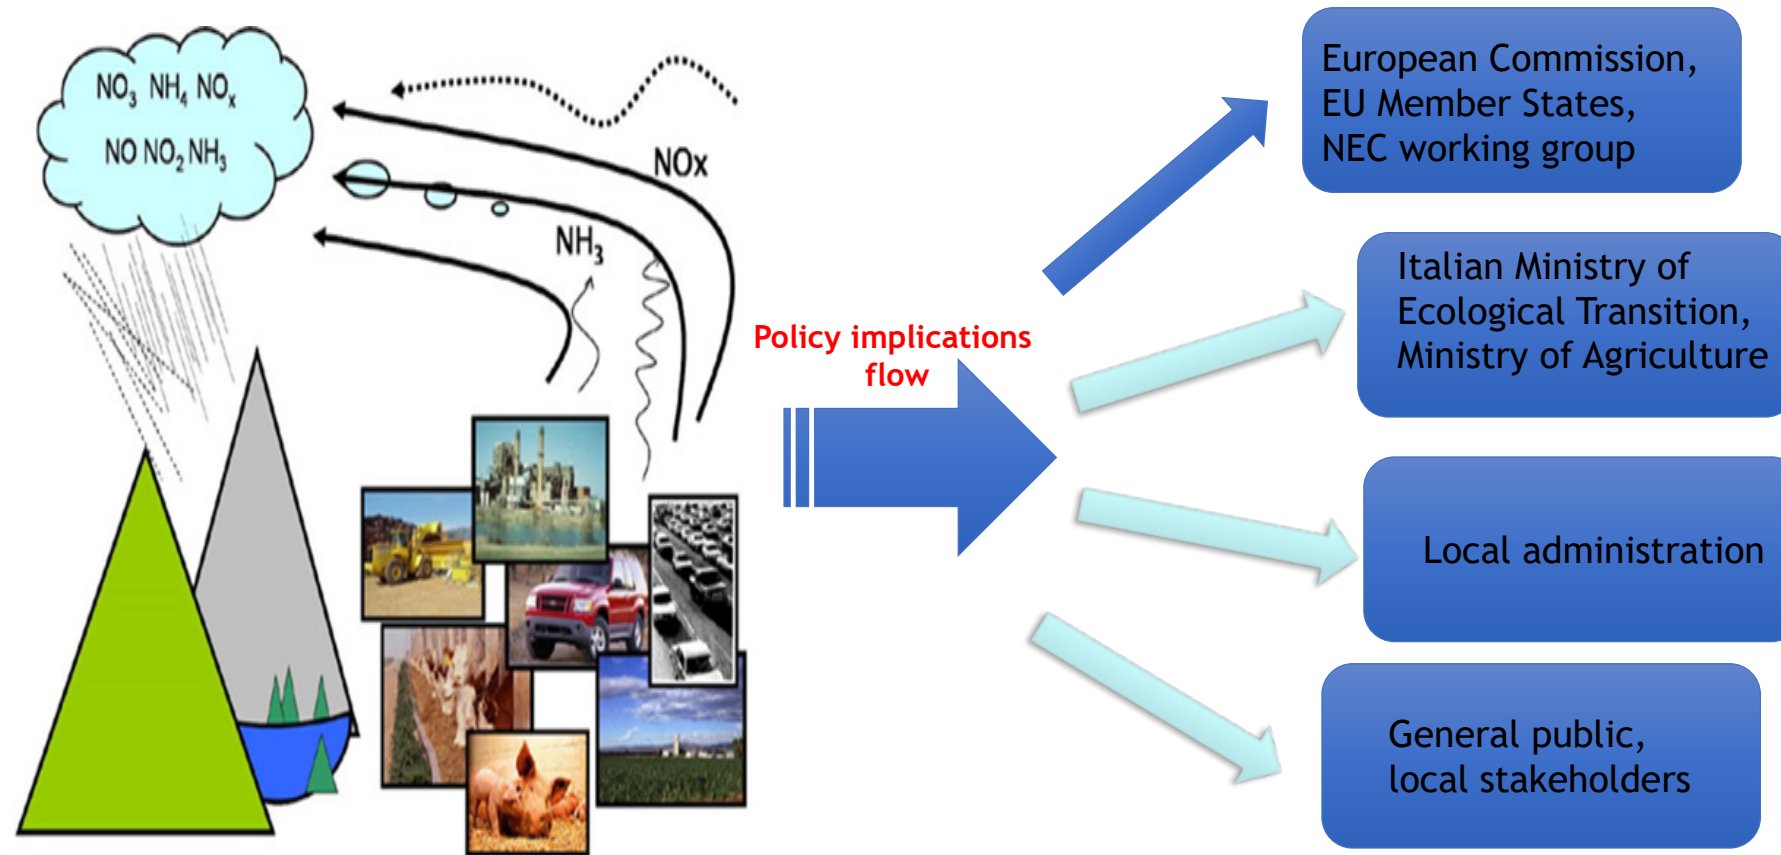 NO₃ NH₄ NOₓ
NO NO₂ NH₃
NOx
NH₃
Policy implications
flow
European Commission,
EU Member States,
NEC working group
Italian Ministry of
Ecological Transition,
Ministry of Agriculture
Local administration
General public,
local stakeholders